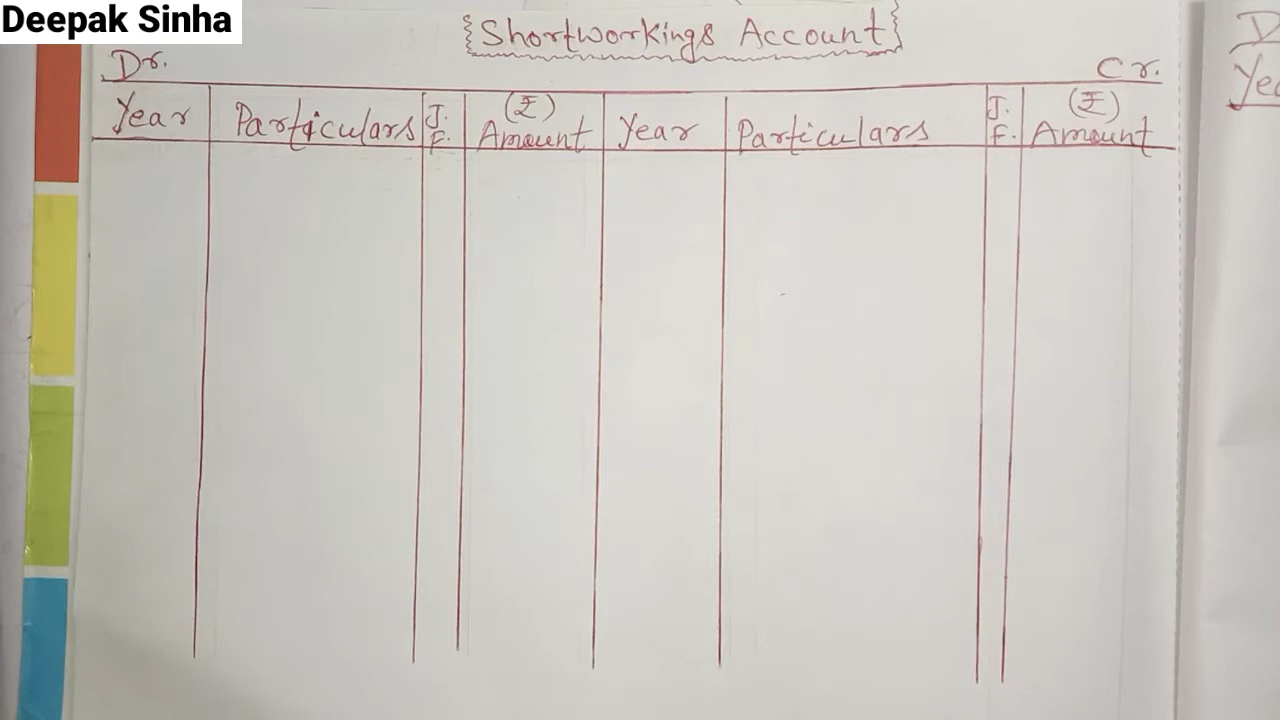 Deepak Sinha
Shortworkings Account
Dr. Cr.
Year Particulars J.F. (₹) Amount Year Particulars J.F. (₹) Amount